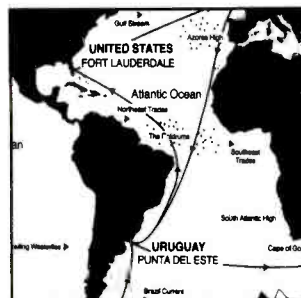 Gulf Stream
Azores High
UNITED STATES
FORT LAUDERDALE
Atlantic Ocean
Northeast Trades
The Doldrums
Southeast
Trades
South Atlantic High
URUGUAY
PUNTA DEL ESTE
Cape of Go
Brazil Current